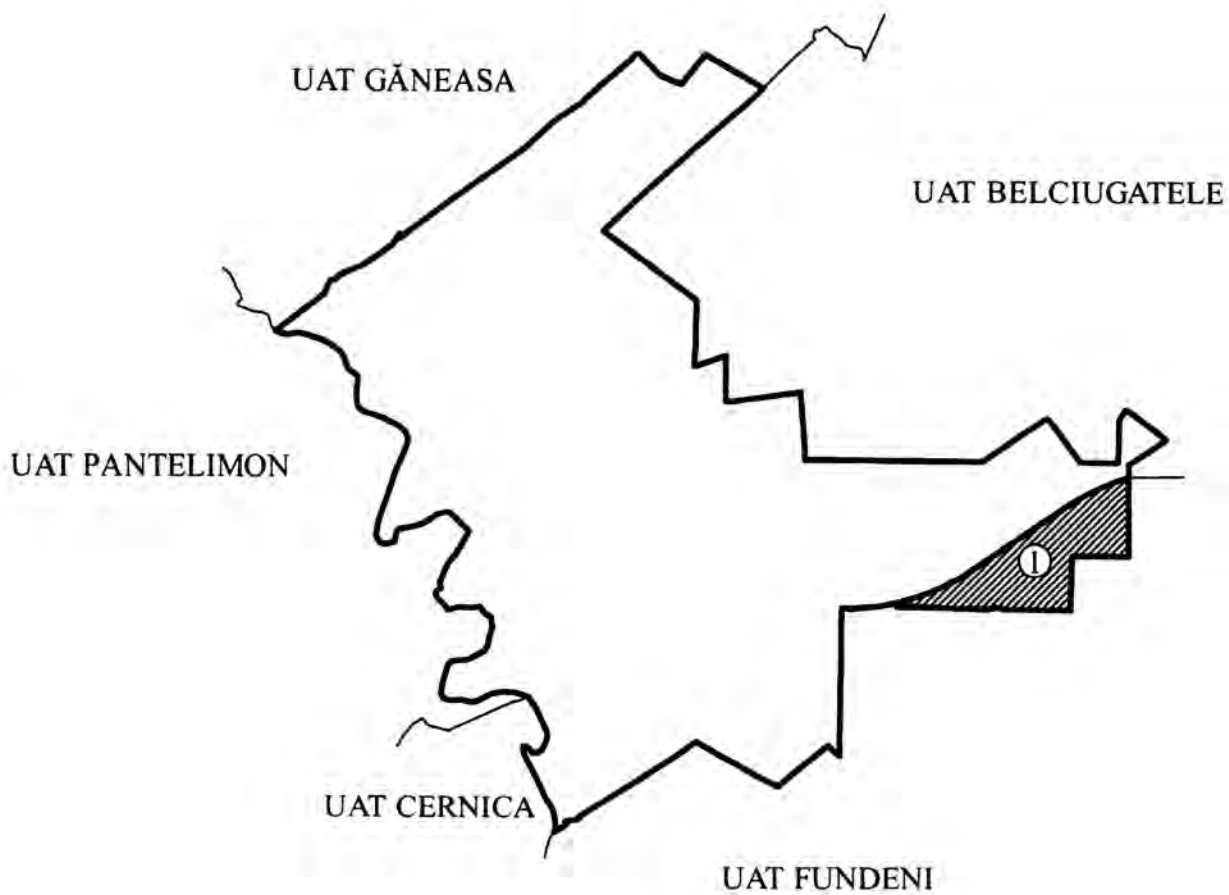 UAT GĂNEASA
UAT BELCIUGATELE
UAT PANTELIMON
1
UAT CERNICA
UAT FUNDENI